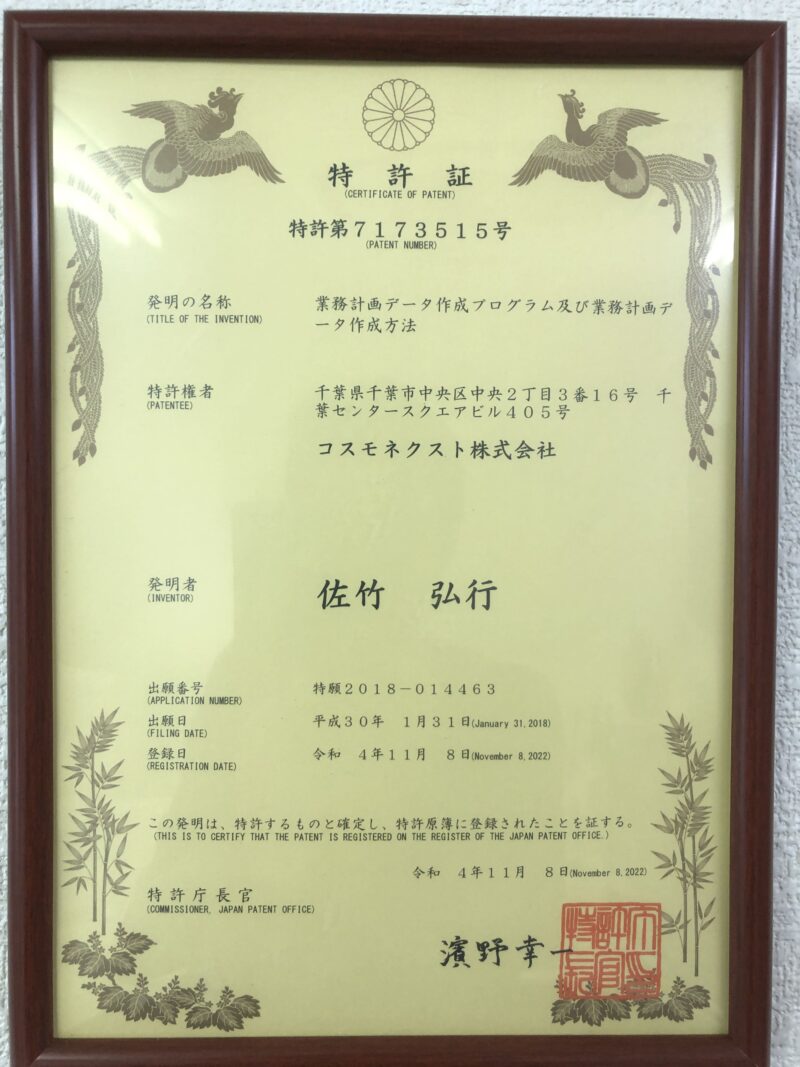 特許証
(CERTIFICATE OF PATENT)
特許第７１７３５１５号
(PATENT NUMBER)
発明の名称
(TITLE OF THE INVENTION)
業務計画データ作成プログラム及び業務計画デ
ータ作成方法
特許権者
(PATENTEE)
千葉県千葉市中央区中央２丁目３番１６号　千
葉センタースクエアビル４０５号
コスモネクスト株式会社
発明者
(INVENTOR)
佐竹　弘行
出願番号
(APPLICATION NUMBER)
特願２０１８－０１４４６３
出願日
(FILING DATE)
平成３０年　１月３１日(January 31,2018)
登録日
(REGISTRATION DATE)
令和　４年１１月　８日(November 8,2022)
この発明は、特許するものと確定し、特許原簿に登録されたことを証する。
(THIS IS TO CERTIFY THAT THE PATENT IS REGISTERED ON THE REGISTER OF THE JAPAN PATENT OFFICE.)
令和　４年１１月　８日(November 8,2022)
特許庁長官
(COMMISSIONER, JAPAN PATENT OFFICE)
濱野幸一